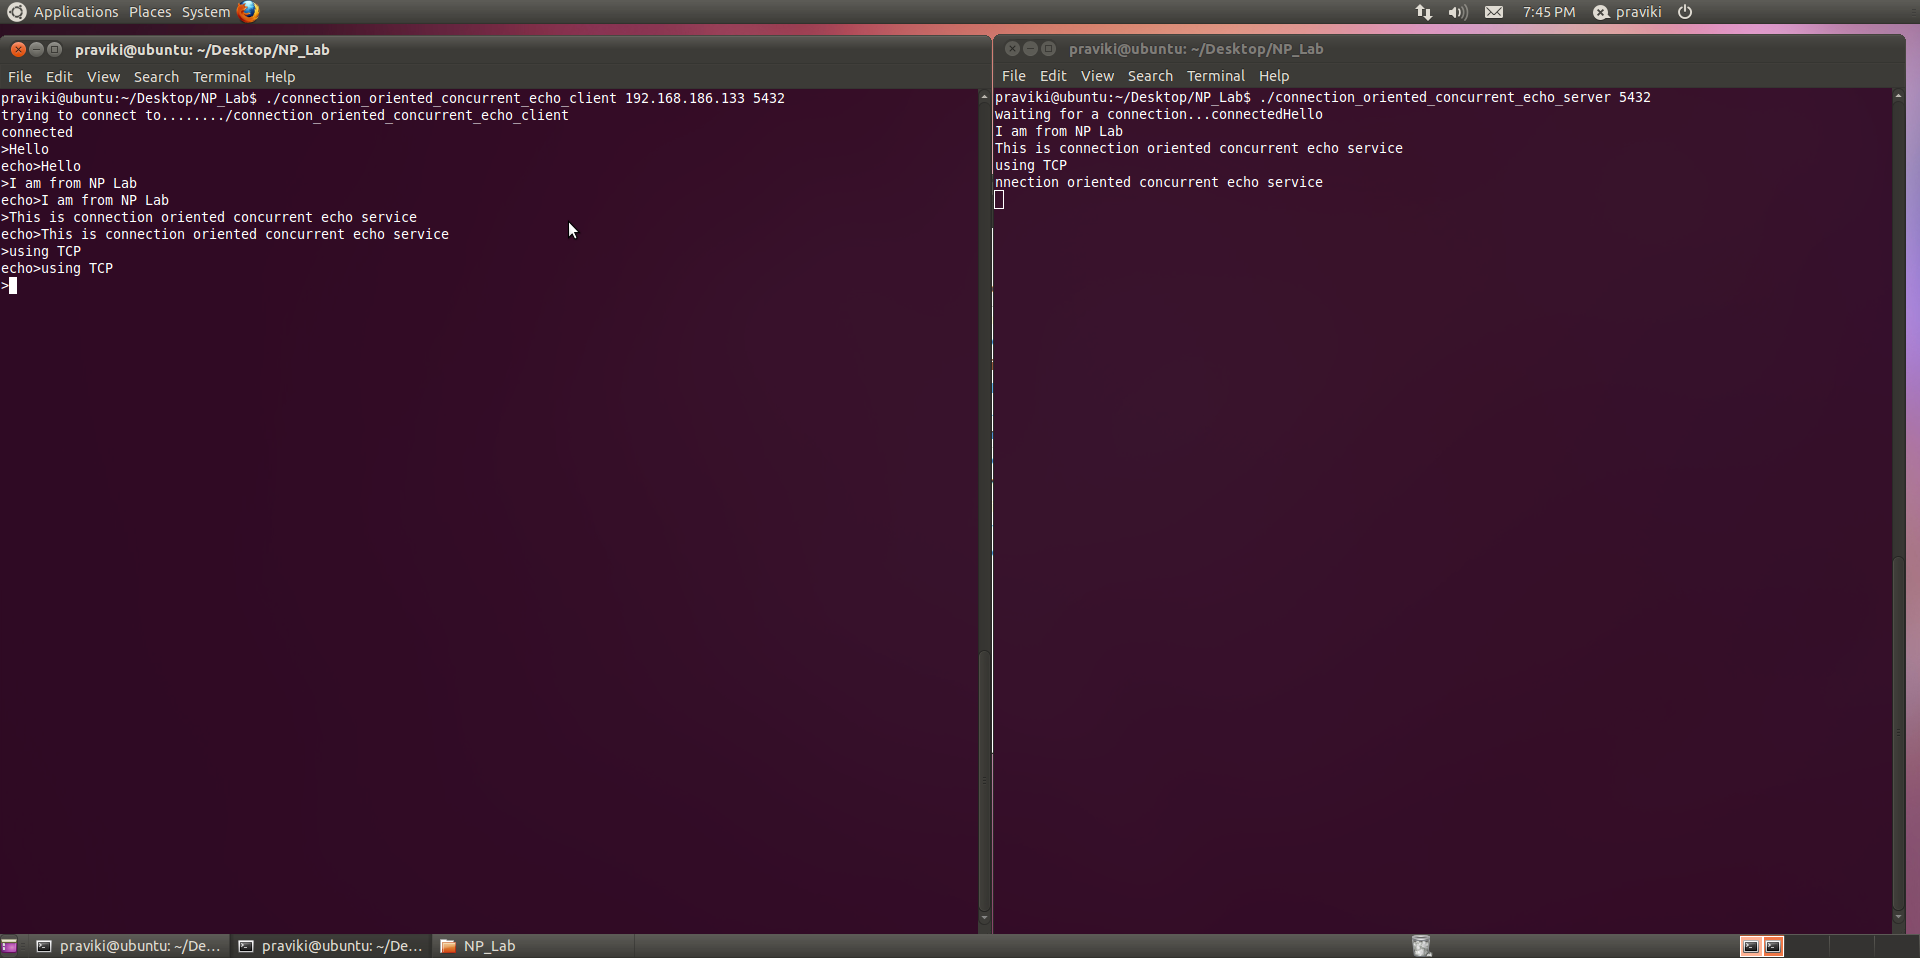 Applications Places System
7:45 PM praviki
praviki@ubuntu: ~/Desktop/NP_Lab
File Edit View Search Terminal Help
praviki@ubuntu:~/Desktop/NP_Lab$ ./connection_oriented_concurrent_echo_client 192.168.186.133 5432
trying to connect to......../connection_oriented_concurrent_echo_client
connected
>Hello
echo>Hello
>I am from NP Lab
echo>I am from NP Lab
>This is connection oriented concurrent echo service
echo>This is connection oriented concurrent echo service
>using TCP
echo>using TCP
>
praviki@ubuntu: ~/Desktop/NP_Lab
File Edit View Search Terminal Help
praviki@ubuntu:~/Desktop/NP_Lab$ ./connection_oriented_concurrent_echo_server 5432
waiting for a connection...connectedHello
I am from NP Lab
This is connection oriented concurrent echo service
using TCP
nnection oriented concurrent echo service
praviki@ubuntu: ~/De...
praviki@ubuntu: ~/De...
NP_Lab